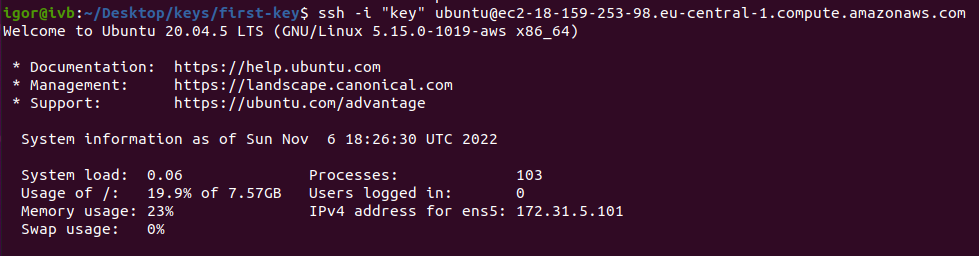 igor@ivb:~/Desktop/keys/first-key$ ssh -i "key" ubuntu@ec2-18-159-253-98.eu-central-1.compute.amazonaws.com
Welcome to Ubuntu 20.04.5 LTS (GNU/Linux 5.15.0-1019-aws x86_64)
* Documentation:  https://help.ubuntu.com
* Management:     https://landscape.canonical.com
* Support:        https://ubuntu.com/advantage
System information as of Sun Nov  6 18:26:30 UTC 2022
System load:  0.06              Processes:             103
Usage of /:   19.9% of 7.57GB   Users logged in:       0
Memory usage: 23%               IPv4 address for ens5: 172.31.5.101
Swap usage:   0%